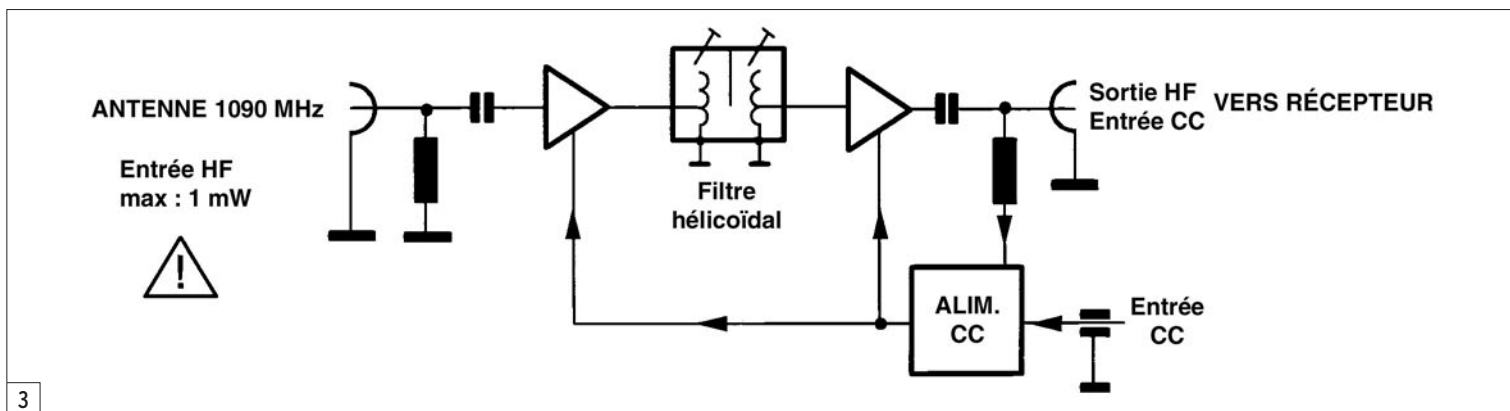 ANTENNE 1090 MHz
Entrée HF
max : 1 mW
!
Filtre
hélicoïdal
Sortie HF
Entrée CC
VERS RÉCEPTEUR
ALIM.
CC
Entrée
CC
3